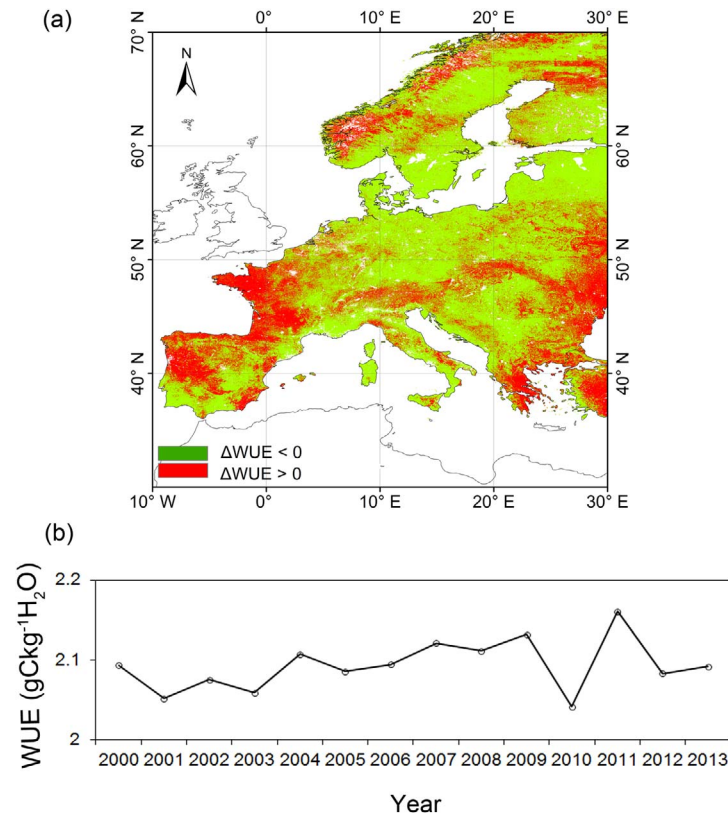 (a)
0°
10° E
20° E
30° E
70° N
70° N
N
60° N
60° N
50° N
50° N
40° N
40° N
ΔWUE < 0
ΔWUE > 0
10° W
0°
10° E
20° E
30° E
(b)
WUE (gCkg⁻¹H₂O)
2.2
2.1
2
2000 2001 2002 2003 2004 2005 2006 2007 2008 2009 2010 2011 2012 2013
Year